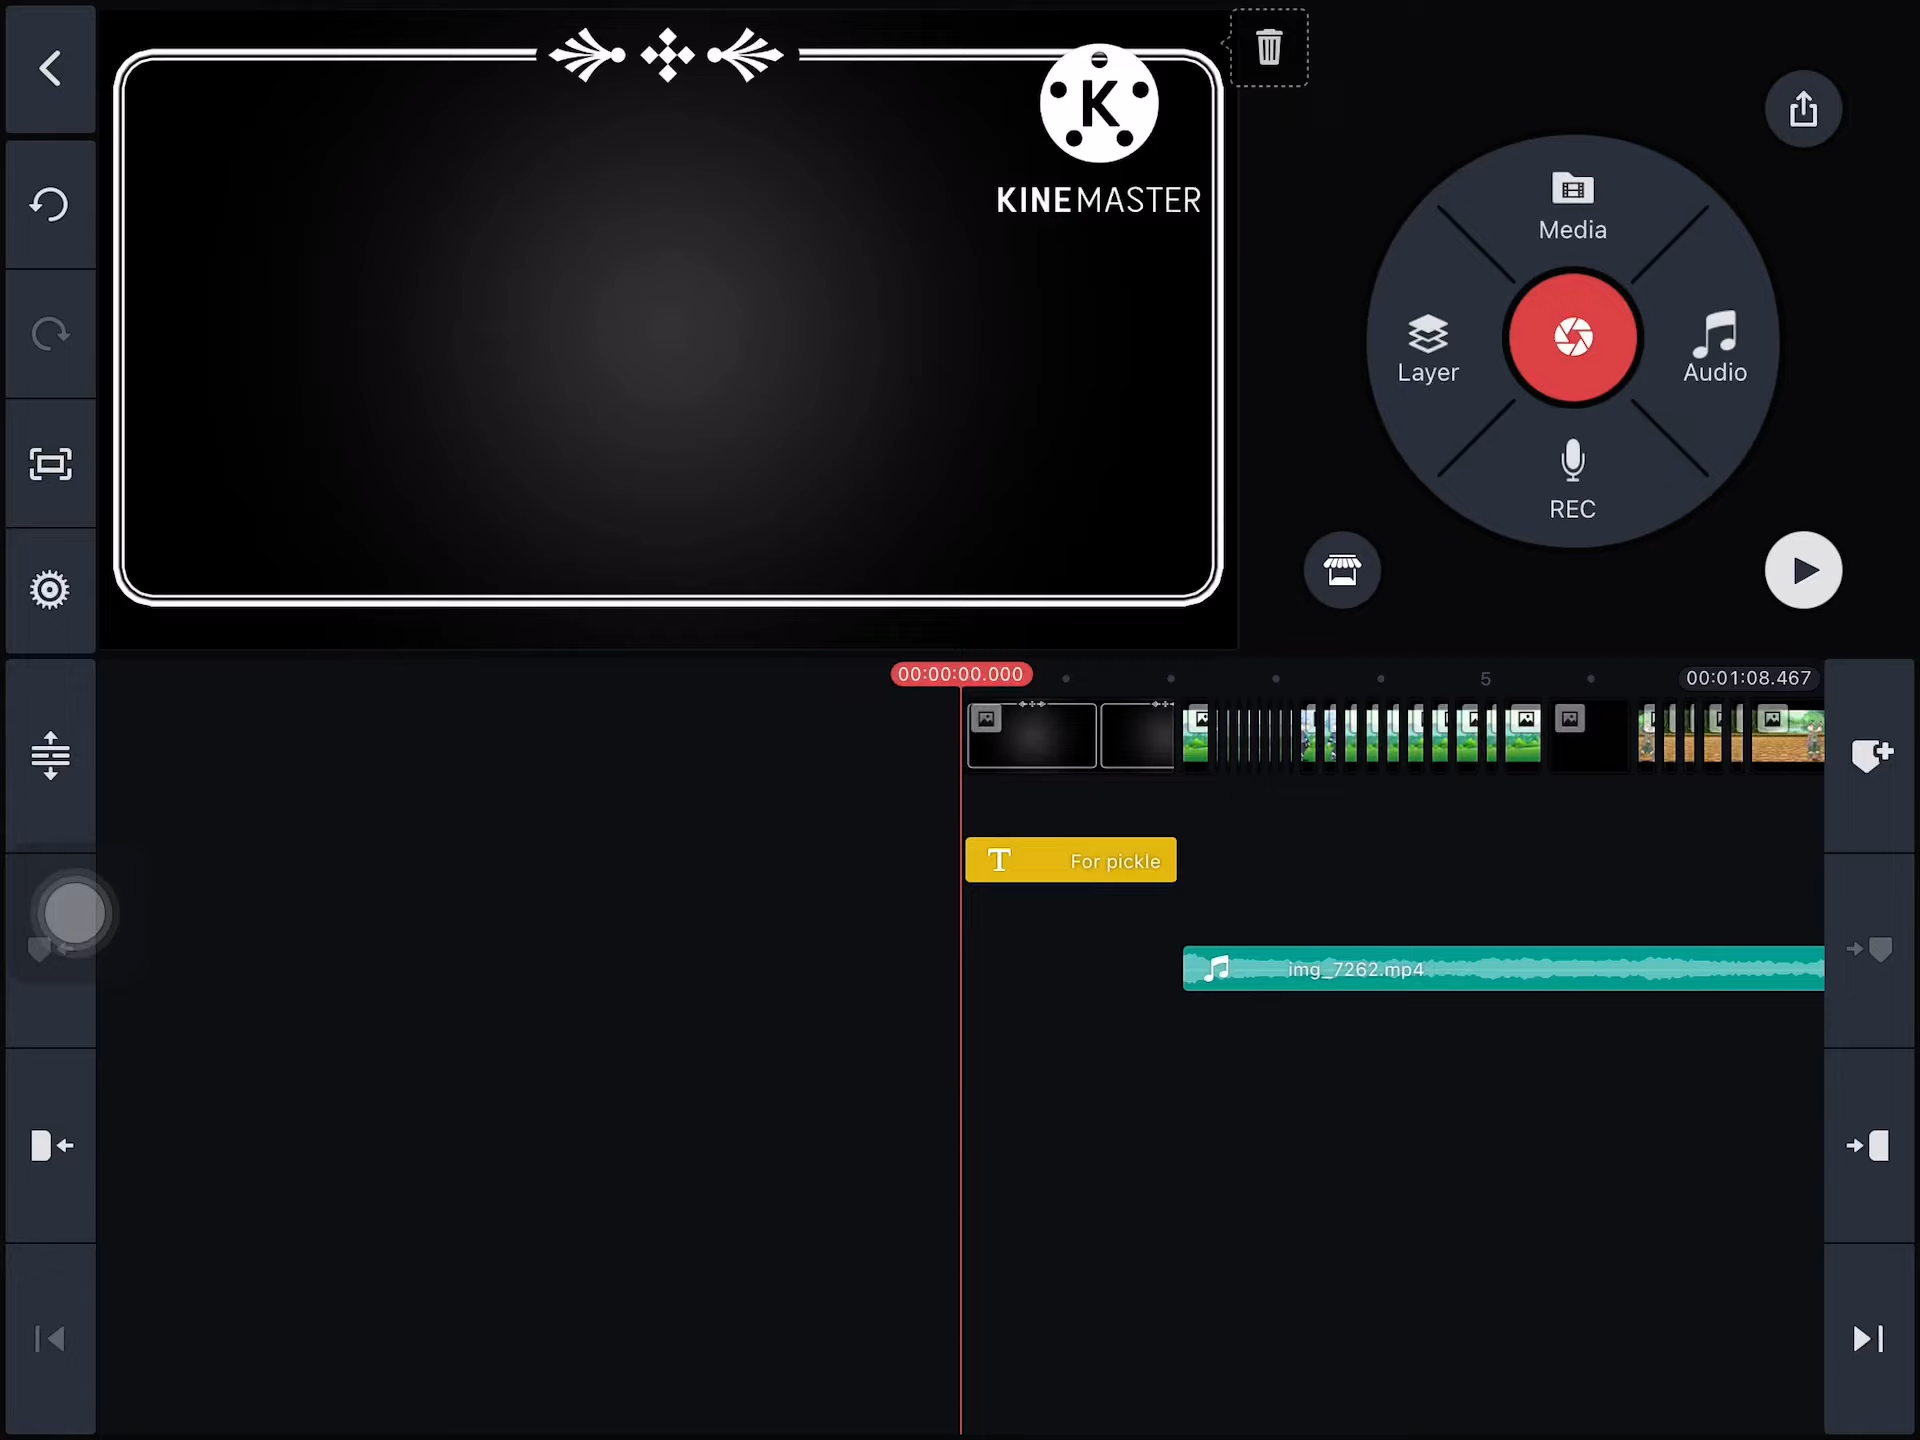 K
KINEMASTER
Media
Layer
Audio
REC
00:00:00.000
5
00:01:08.467
T
For pickle
img_7262.mp4